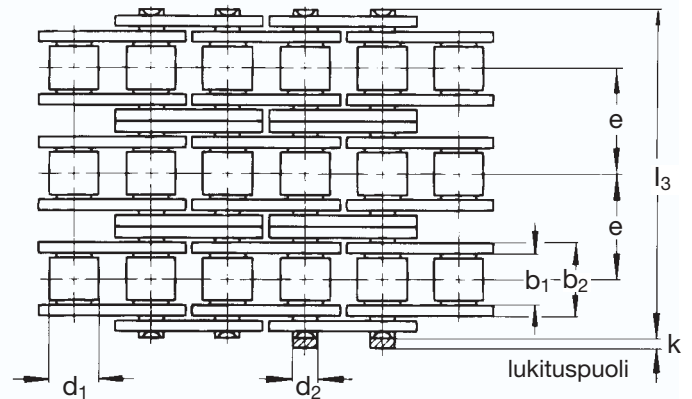 e
l₃
e
b₁ b₂
k
lukituspuoli
d₁ d₂